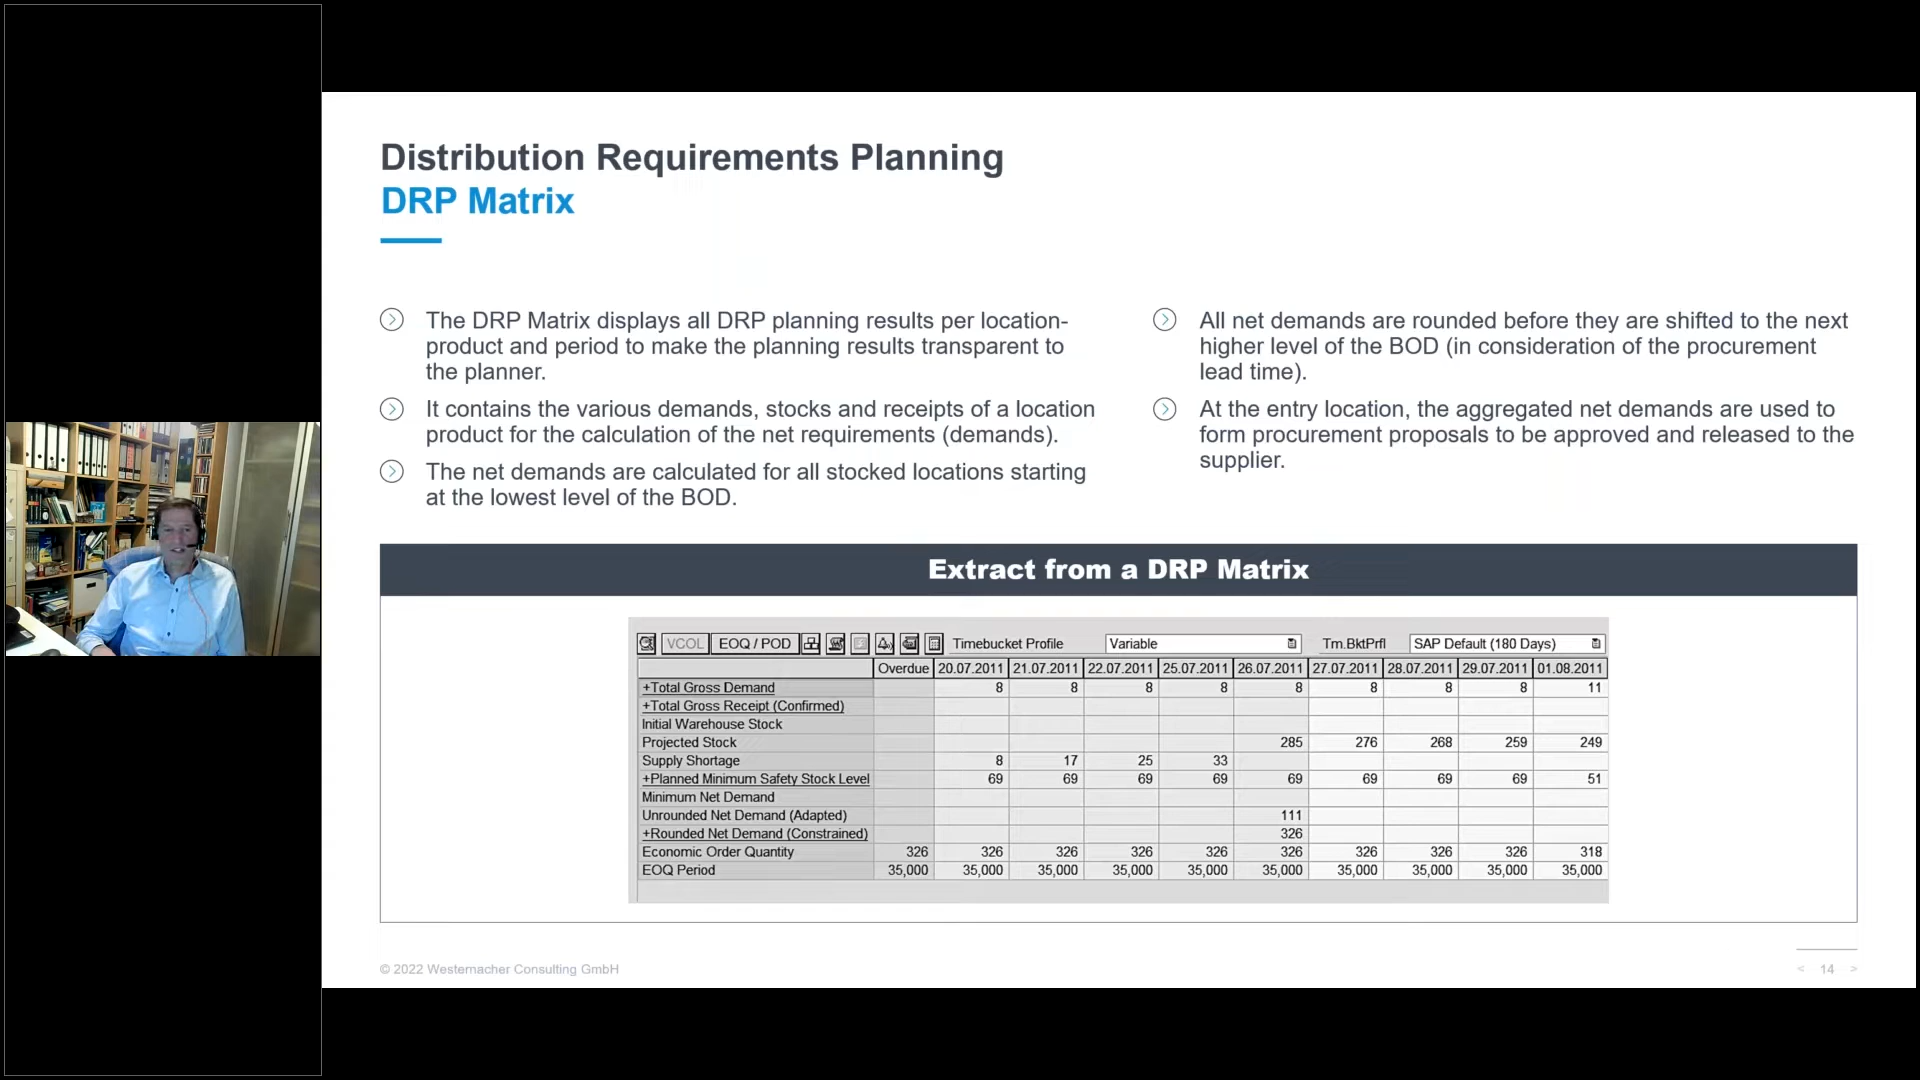 Distribution Requirements Planning
DRP Matrix
The DRP Matrix displays all DRP planning results per location-
product and period to make the planning results transparent to
the planner.
It contains the various demands, stocks and receipts of a location
product for the calculation of the net requirements (demands).
The net demands are calculated for all stocked locations starting
at the lowest level of the BOD.
All net demands are rounded before they are shifted to the next
higher level of the BOD (in consideration of the procurement
lead time).
At the entry location, the aggregated net demands are used to
form procurement proposals to be approved and released to the
supplier.
Extract from a DRP Matrix
VCOL EOQ / POD Timebucket Profile Variable Tm.BktPrfl SAP Default (180 Days)
Overdue 20.07.2011 21.07.2011 22.07.2011 25.07.2011 26.07.2011 27.07.2011 28.07.2011 29.07.2011 01.08.2011
+Total Gross Demand 8 8 8 8 8 8 8 8 11
+Total Gross Receipt (Confirmed)
Initial Warehouse Stock
Projected Stock 285 276 268 259 249
Supply Shortage 8 17 25 33
+Planned Minimum Safety Stock Level 69 69 69 69 69 69 69 69 51
Minimum Net Demand
Unrounded Net Demand (Adapted) 111
+Rounded Net Demand (Constrained) 326
Economic Order Quantity 326 326 326 326 326 326 326 326 326 318
EOQ Period 35,000 35,000 35,000 35,000 35,000 35,000 35,000 35,000 35,000 35,000
© 2022 Westernacher Consulting GmbH
< 14 >